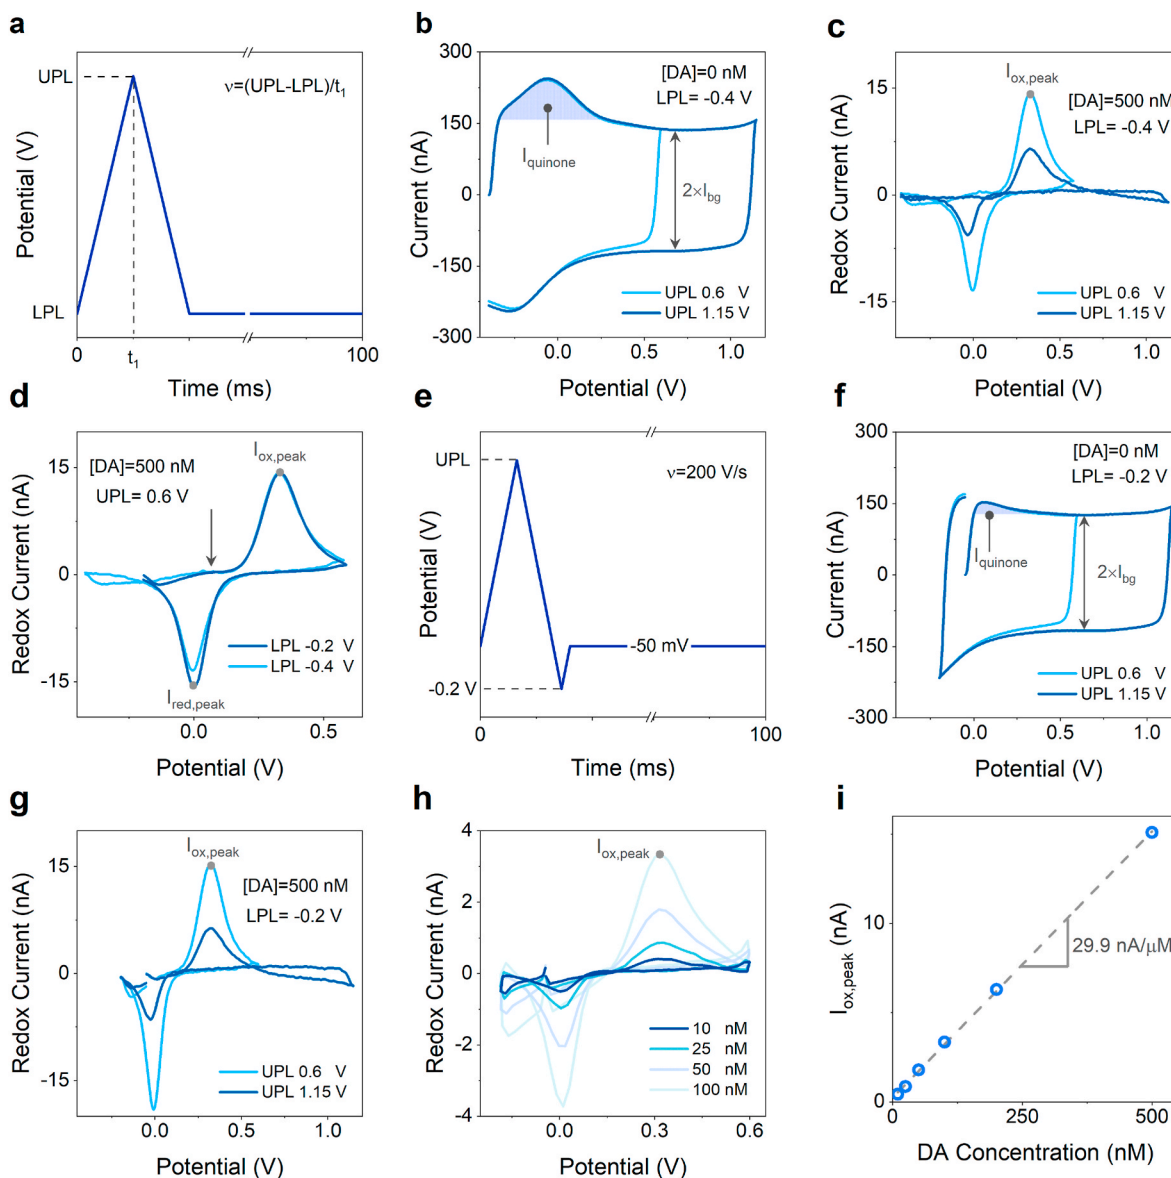 a
UPL
ν=(UPL-LPL)/t1
Potential (V)
LPL
0
t1
100
Time (ms)
b
300
150
0
-150
-300
Current (nA)
[DA]=0 nM
LPL= -0.4 V
Iquinone
2×Ibg
UPL 0.6 V
UPL 1.15 V
0.0
0.5
1.0
Potential (V)
c
15
0
-15
Redox Current (nA)
Iox,peak
[DA]=500 nM
LPL= -0.4 V
UPL 0.6 V
UPL 1.15 V
0.0
0.5
1.0
Potential (V)
d
15
0
-15
Redox Current (nA)
[DA]=500 nM
UPL= 0.6 V
Iox,peak
Ired,peak
LPL -0.2 V
LPL -0.4 V
0.0
0.5
Potential (V)
e
UPL
ν=200 V/s
Potential (V)
-50 mV
-0.2 V
0
100
Time (ms)
f
300
150
0
-150
-300
Current (nA)
[DA]=0 nM
LPL= -0.2 V
Iquinone
2×Ibg
UPL 0.6 V
UPL 1.15 V
0.0
0.5
1.0
Potential (V)
g
15
0
-15
Redox Current (nA)
Iox,peak
[DA]=500 nM
LPL= -0.2 V
UPL 0.6 V
UPL 1.15 V
0.0
0.5
1.0
Potential (V)
h
4
2
0
-2
-4
Redox Current (nA)
Iox,peak
10 nM
25 nM
50 nM
100 nM
0.0
0.3
0.6
Potential (V)
i
10
0
Iox,peak (nA)
29.9 nA/μM
0
250
500
DA Concentration (nM)